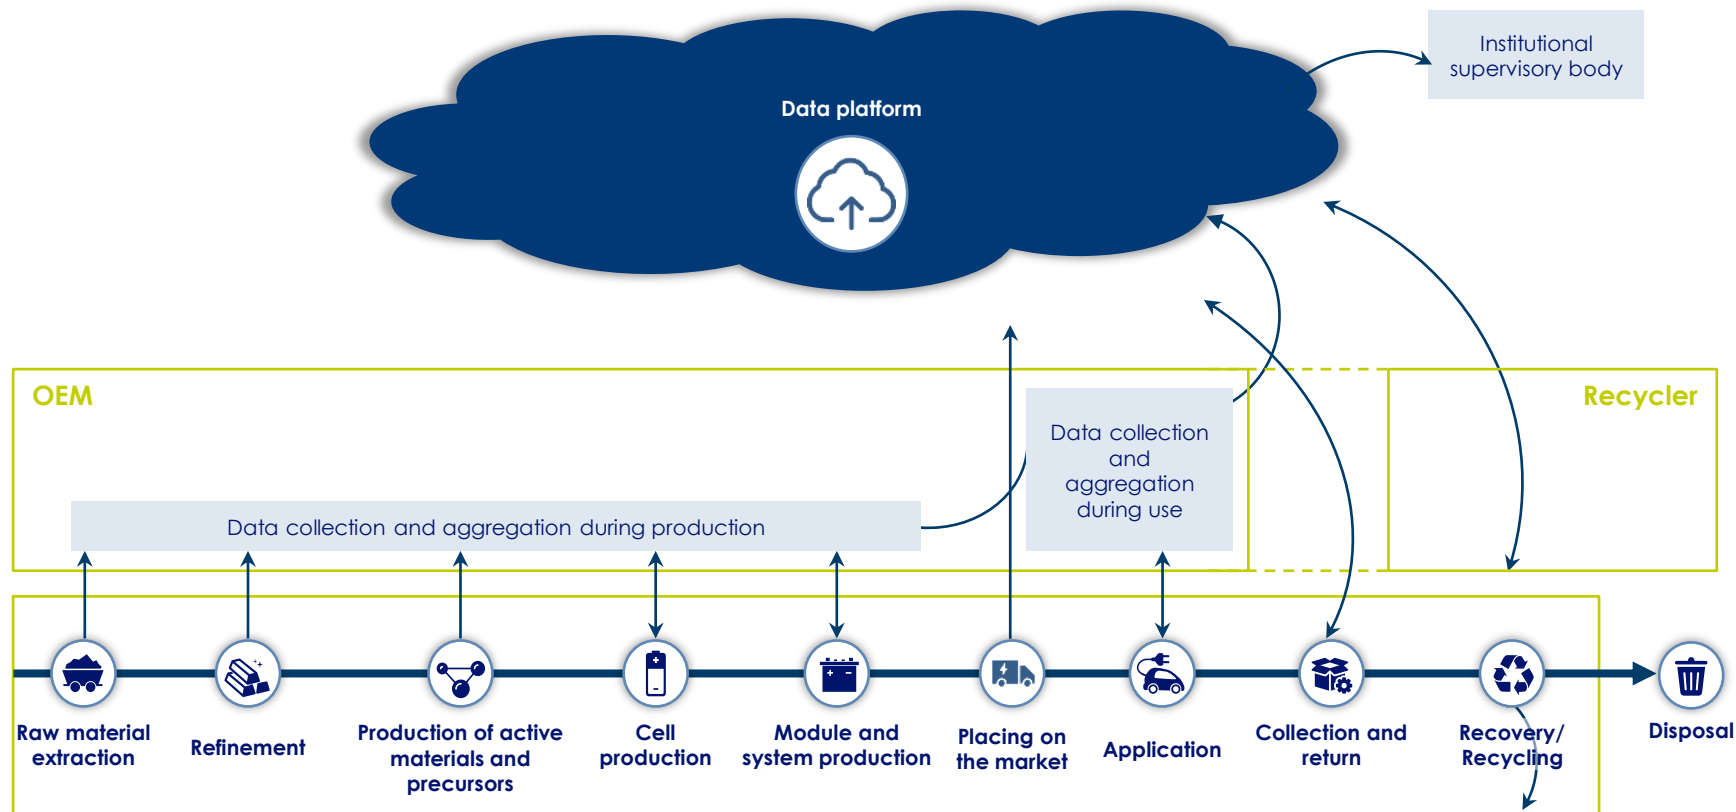 Institutional
supervisory body
Data platform
OEM
Recycler
Data collection
and
aggregation
during use
Data collection and aggregation during production
Raw material
extraction
Refinement
Production of active
materials and
precursors
Cell
production
Module and
system production
Placing on
the market
Application
Collection and
return
Recovery/
Recycling
Disposal